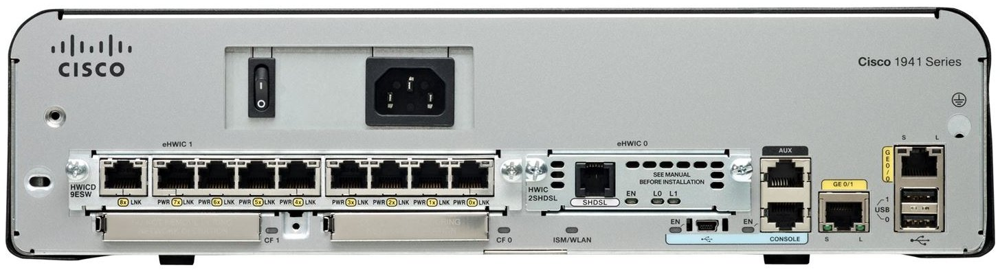 CISCO
Cisco 1941 Series
eHWIC 1
eHWIC 0
AUX
S L
GE0/0
HWICD
9ESW
8x LNK
PWR 7x LNK
PWR 6x LNK
PWR 5x LNK
PWR 4x LNK
PWR 3x LNK
PWR 2x LNK
PWR 1x LNK
PWR 0x LNK
HWIC
2SHDSL
SHDSL
SEE MANUAL
BEFORE INSTALLATION
EN L0 L1
GE 0/1
USB
1
0
CF 1
CF 0
ISM/WLAN
EN
EN
CONSOLE
S L